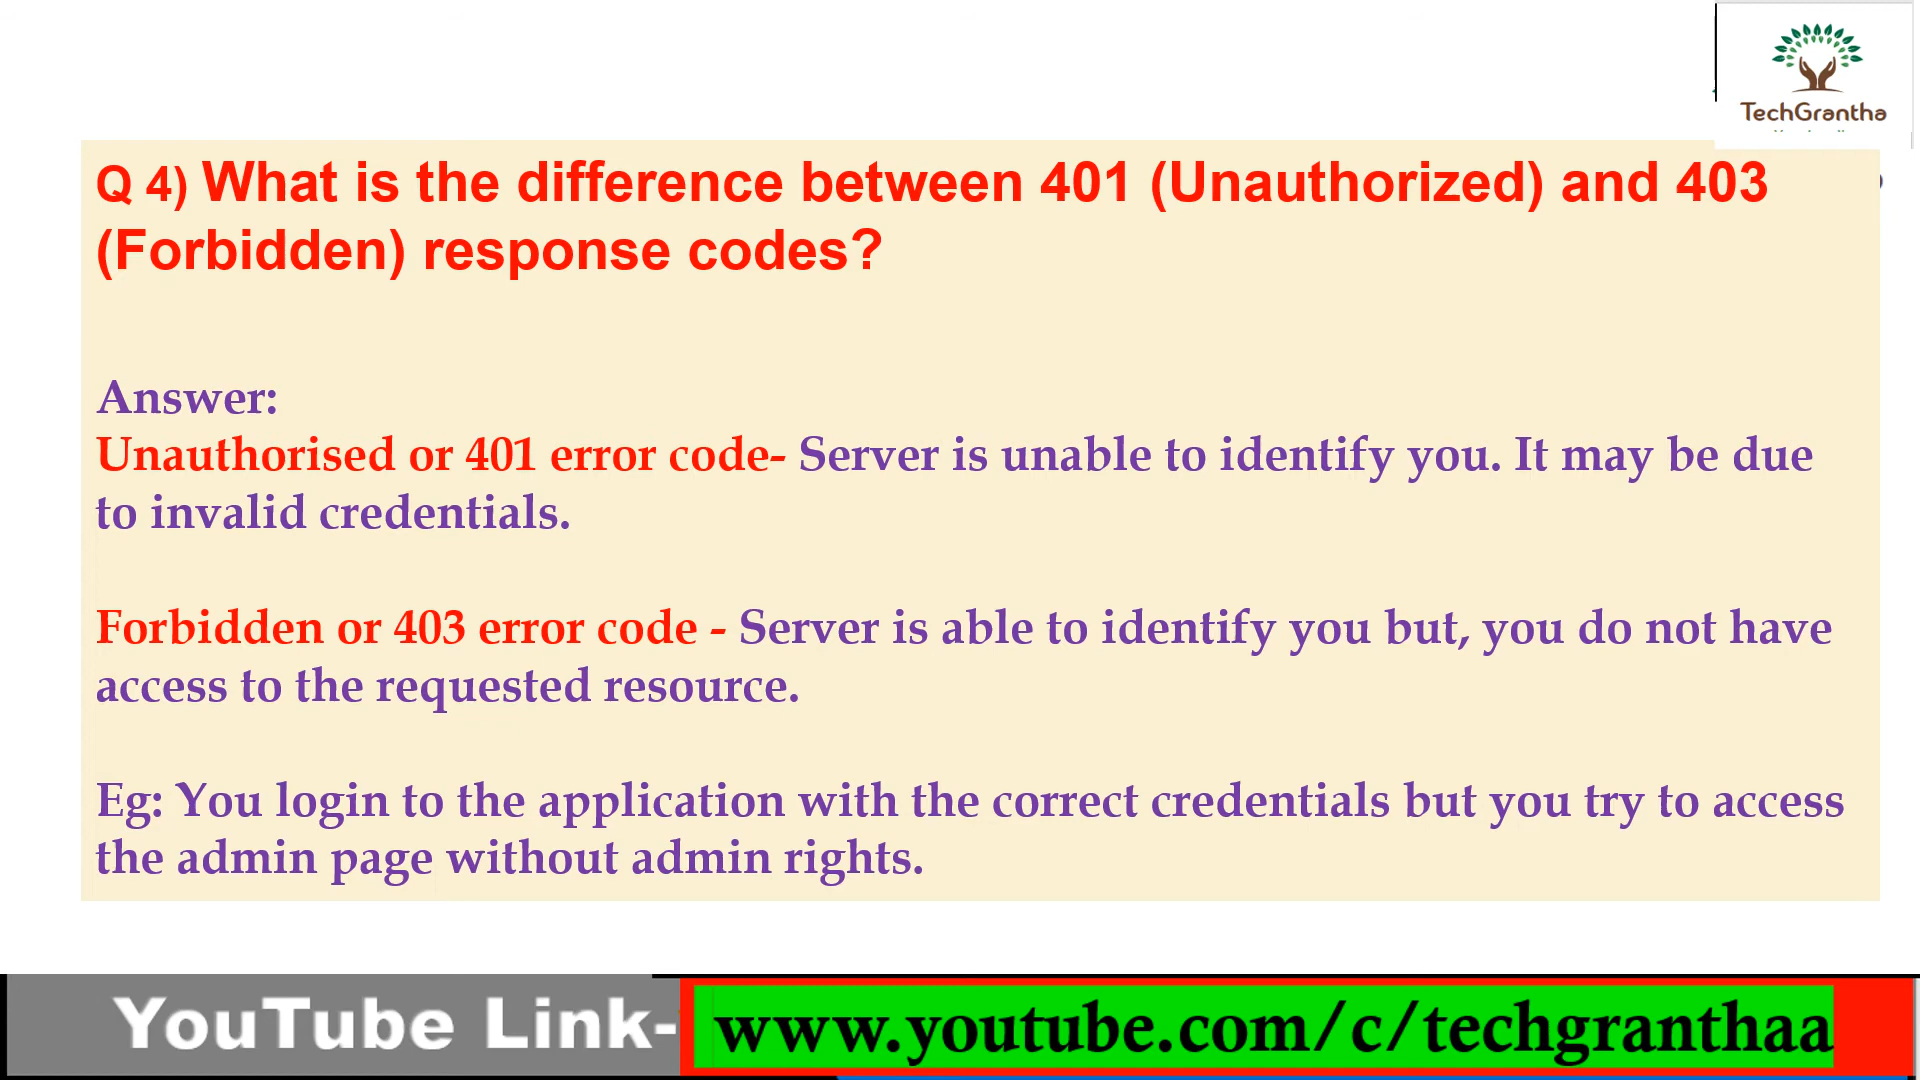 TechGrantha
Q 4) What is the difference between 401 (Unauthorized) and 403
(Forbidden) response codes?
Answer:
Unauthorised or 401 error code- Server is unable to identify you. It may be due
to invalid credentials.
Forbidden or 403 error code - Server is able to identify you but, you do not have
access to the requested resource.
Eg: You login to the application with the correct credentials but you try to access
the admin page without admin rights.
YouTube Link- www.youtube.com/c/techgranthaa